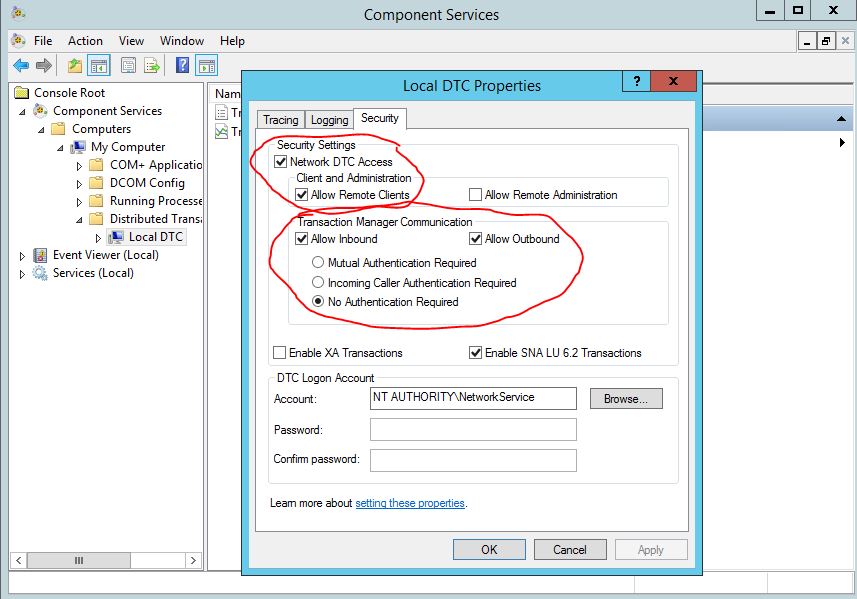 Component Services
File Action View Window Help
Console Root
Component Services
Computers
My Computer
COM+ Applicatio
DCOM Config
Running Processe
Distributed Transa
Local DTC
Event Viewer (Local)
Services (Local)
Nam
Tr
Tr
Local DTC Properties
? x
Tracing Logging Security
Security Settings
Network DTC Access
Client and Administration
Allow Remote Clients Allow Remote Administration
Transaction Manager Communication
Allow Inbound Allow Outbound
Mutual Authentication Required
Incoming Caller Authentication Required
No Authentication Required
Enable XA Transactions Enable SNA LU 6.2 Transactions
DTC Logon Account
Account: NT AUTHORITY\NetworkService Browse...
Password:
Confirm password:
Learn more about setting these properties.
OK Cancel Apply